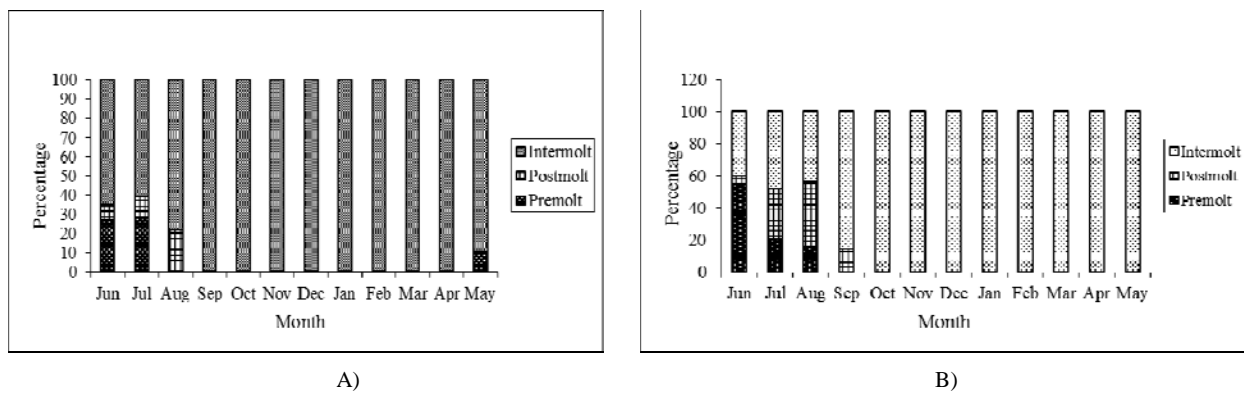 100
90
80
70
60
50
40
30
20
10
0
Percentage
Jun Jul Aug Sep Oct Nov Dec Jan Feb Mar Apr May
Month
Intermolt
Postmolt
Premolt
A)
120
100
80
60
40
20
0
Percentage
Jun Jul Aug Sep Oct Nov Dec Jan Feb Mar Apr May
Month
Intermolt
Postmolt
Premolt
B)